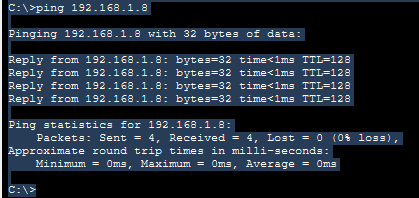 C:\>ping 192.168.1.8
Pinging 192.168.1.8 with 32 bytes of data:
Reply from 192.168.1.8: bytes=32 time<1ms TTL=128
Reply from 192.168.1.8: bytes=32 time<1ms TTL=128
Reply from 192.168.1.8: bytes=32 time<1ms TTL=128
Reply from 192.168.1.8: bytes=32 time<1ms TTL=128
Ping statistics for 192.168.1.8:
    Packets: Sent = 4, Received = 4, Lost = 0 (0% loss),
Approximate round trip times in milli-seconds:
    Minimum = 0ms, Maximum = 0ms, Average = 0ms
C:\>